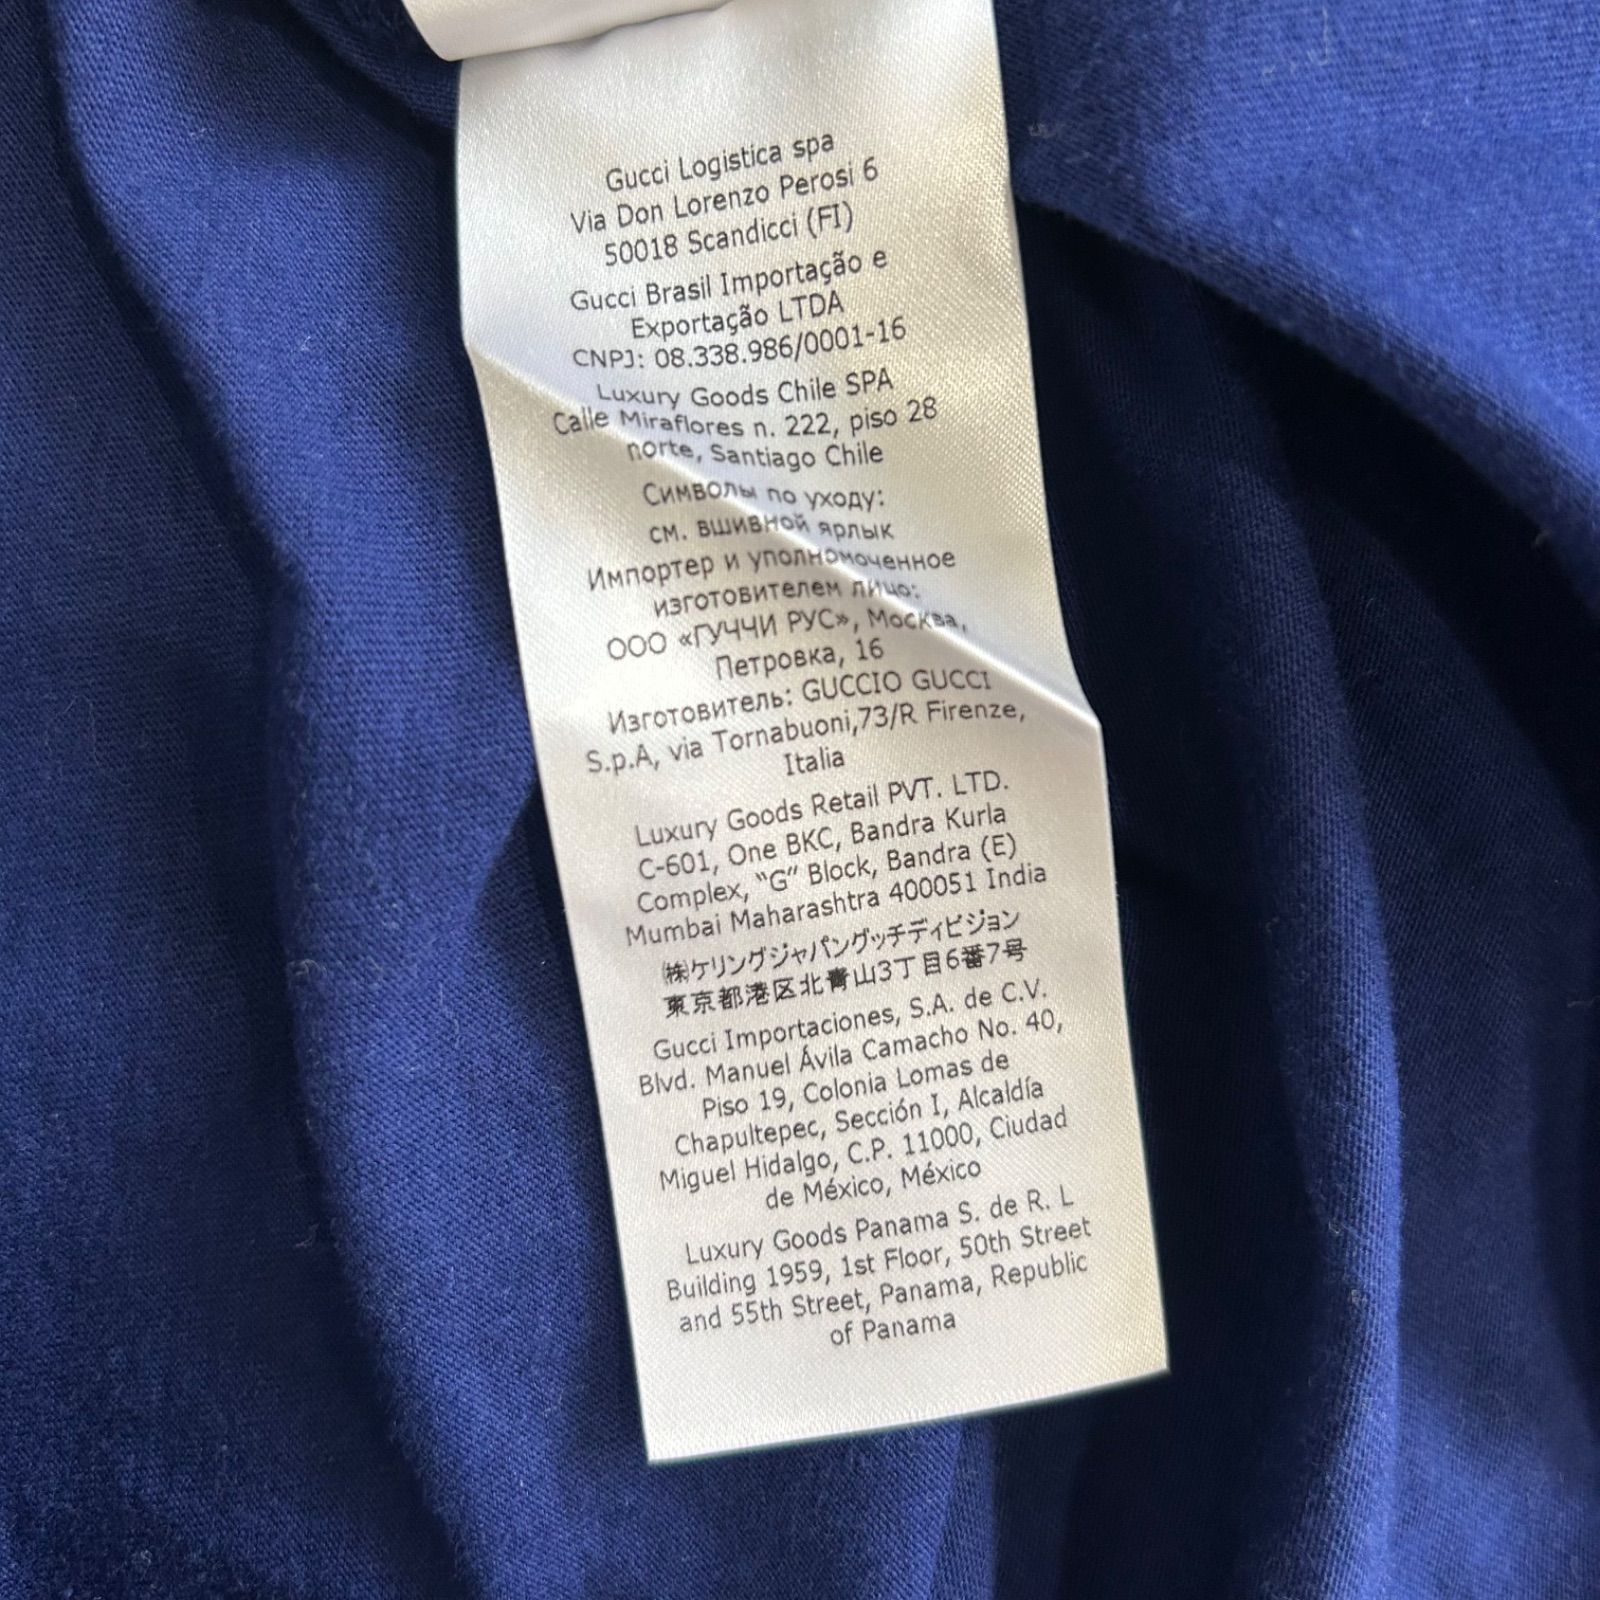 Gucci Logistica spa
Via Don Lorenzo Perosi 6
50018 Scandicci (FI)
Gucci Brasil Importação e
Exportação LTDA
CNPJ: 08.338.986/0001-16
Luxury Goods Chile SPA
Calle Miraflores n. 222, piso 28
norte, Santiago Chile
Символы по уходу:
см. вшивной ярлык
Импортер и уполномоченное
изготовителем лицо:
ООО «ГУЧЧИ РУС», Москва,
Петровка, 16
Изготовитель: GUCCIO GUCCI
S.p.A, via Tornabuoni,73/R Firenze,
Italia
Luxury Goods Retail PVT. LTD.
C-601, One BKC, Bandra Kurla
Complex, “G” Block, Bandra (E)
Mumbai Maharashtra 400051 India
㈱ケリングジャパングッチディビジョン
東京都港区北青山3丁目6番7号
Gucci Importaciones, S.A. de C.V.
Blvd. Manuel Ávila Camacho No. 40,
Piso 19, Colonia Lomas de
Chapultepec, Sección I, Alcaldía
Miguel Hidalgo, C.P. 11000, Ciudad
de México, México
Luxury Goods Panama S. de R. L
Building 1959, 1st Floor, 50th Street
and 55th Street, Panama, Republic
of Panama